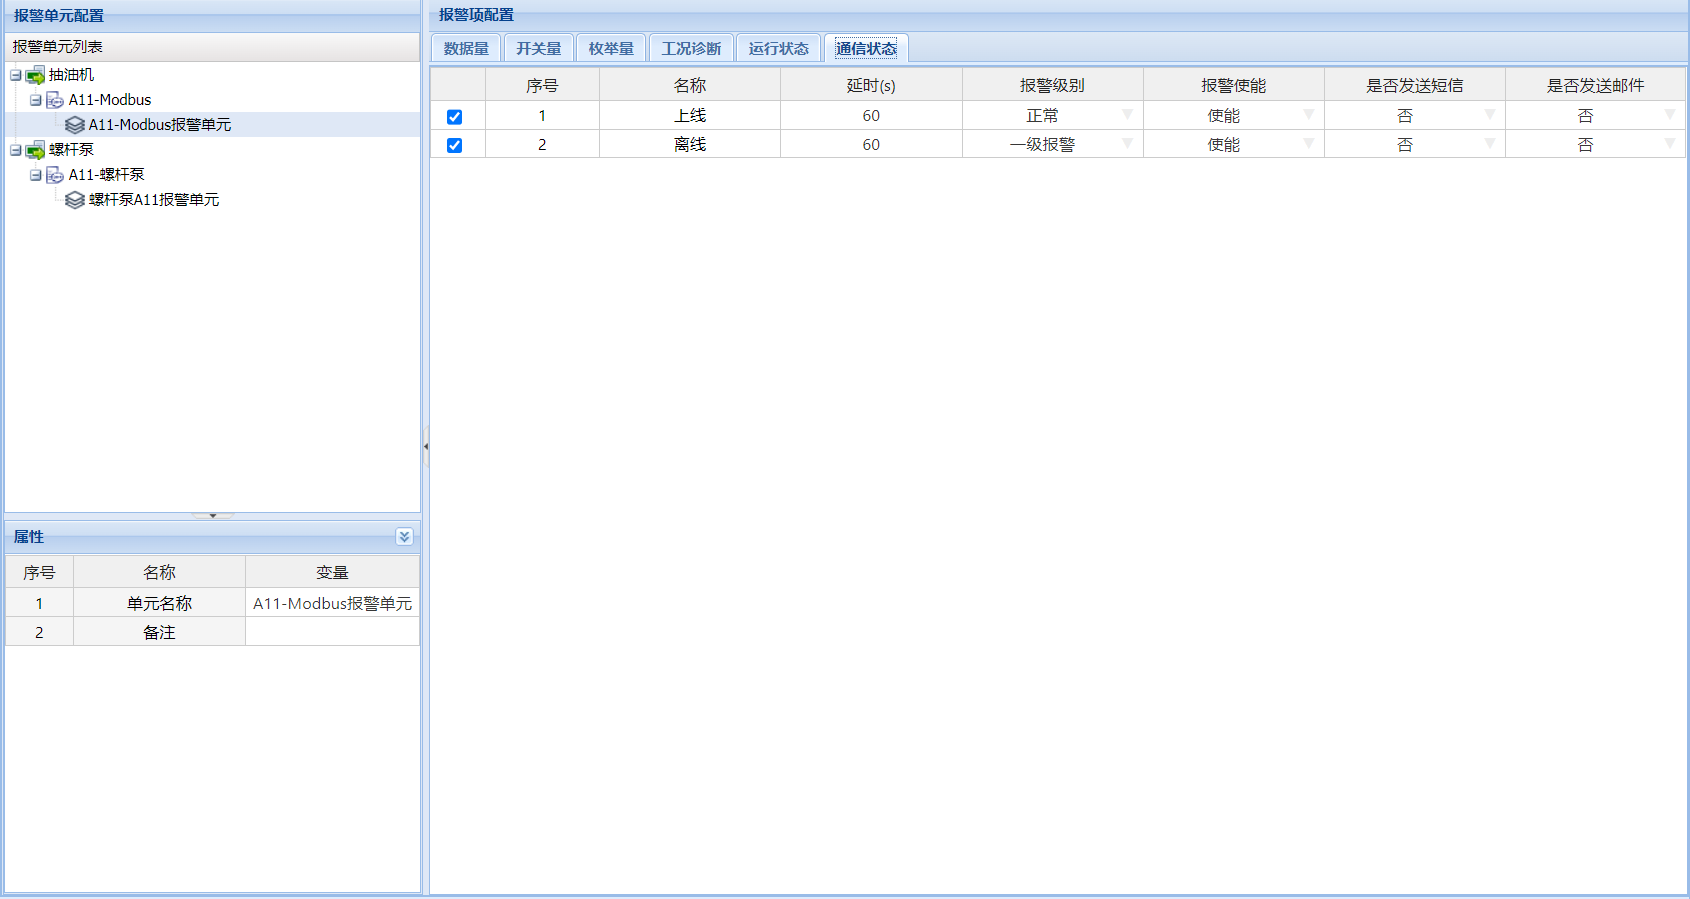 报警单元配置
报警单元列表
抽油机
A11-Modbus
A11-Modbus报警单元
螺杆泵
A11-螺杆泵
螺杆泵A11报警单元
属性
序号 名称 变量
1 单元名称 A11-Modbus报警单元
2 备注
报警项配置
数据量 开关量 枚举量 工况诊断 运行状态 通信状态
序号 名称 延时(s) 报警级别 报警使能 是否发送短信 是否发送邮件
1 上线 60 正常 使能 否 否
2 离线 60 一级报警 使能 否 否